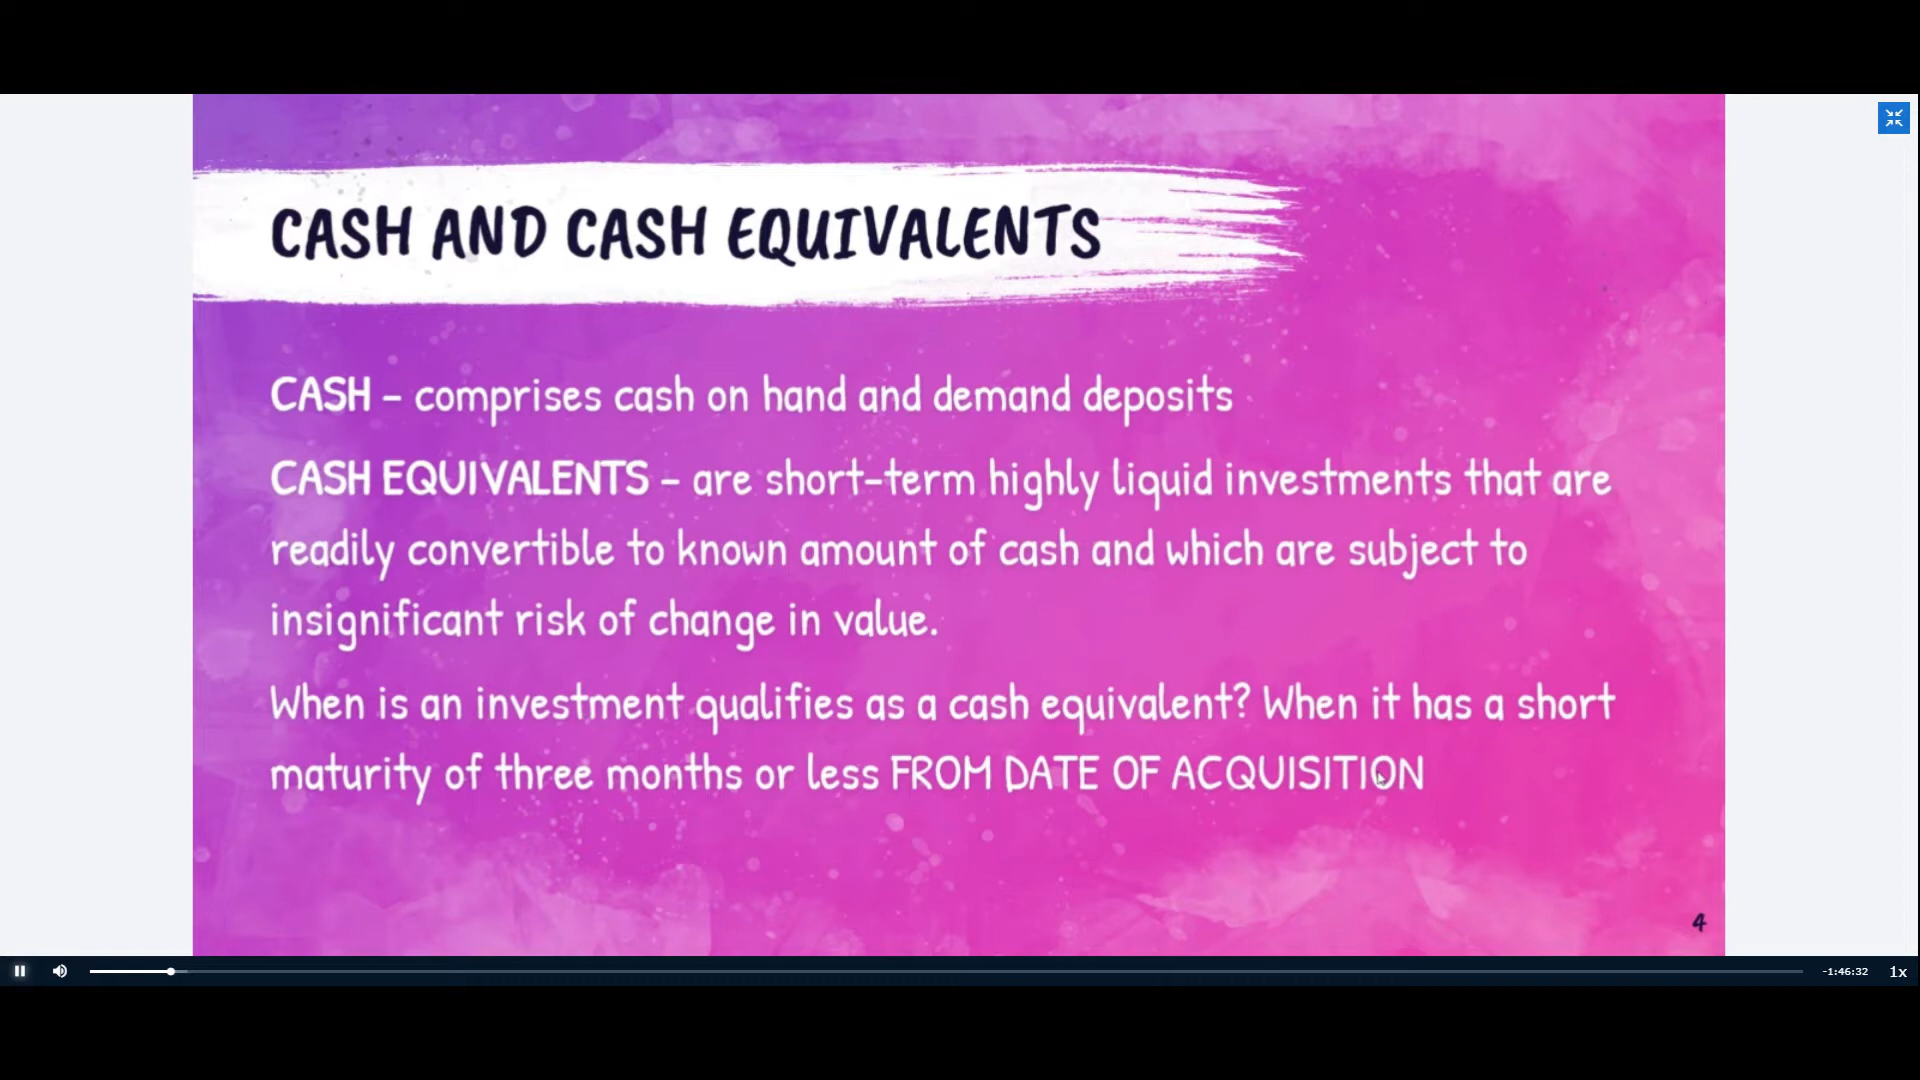 CASH AND CASH EQUIVALENTS
CASH – comprises cash on hand and demand deposits
CASH EQUIVALENTS – are short-term highly liquid investments that are
readily convertible to known amount of cash and which are subject to
insignificant risk of change in value.
When is an investment qualifies as a cash equivalent? When it has a short
maturity of three months or less FROM DATE OF ACQUISITION
4
-1:46:32
1x